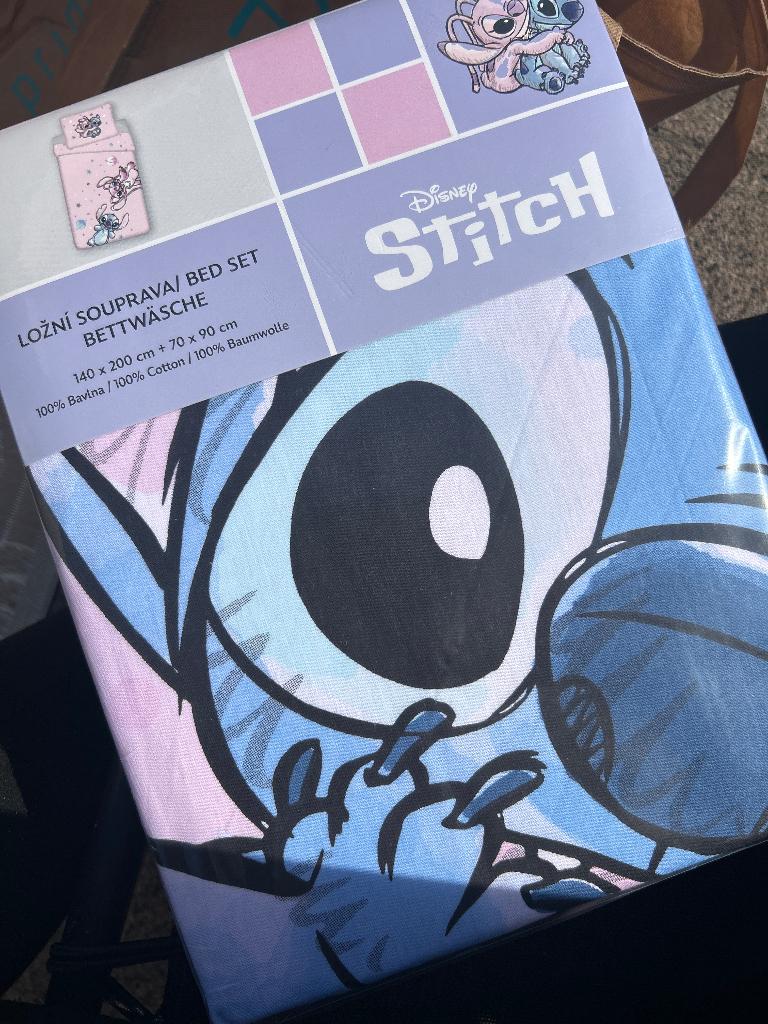 prim
Disney
Stitch
LOŽNÍ SOUPRAVA/ BED SET
BETTWÄSCHE
140 x 200 cm + 70 x 90 cm
100% Bavlna / 100% Cotton / 100% Baumwolle